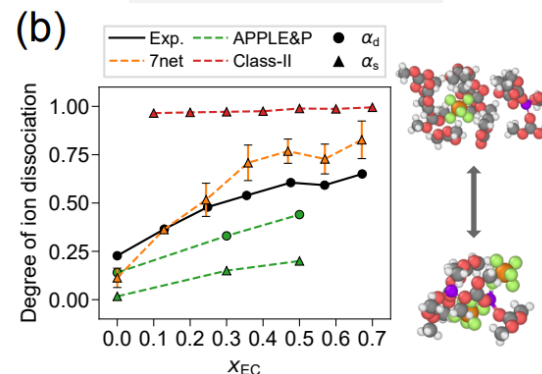 (b)
Exp.
APPLE&P
α_d
7net
Class-II
α_s
Degree of ion dissociation
1.00
0.75
0.50
0.25
0.00
0.0 0.1 0.2 0.3 0.4 0.5 0.6 0.7
x_EC